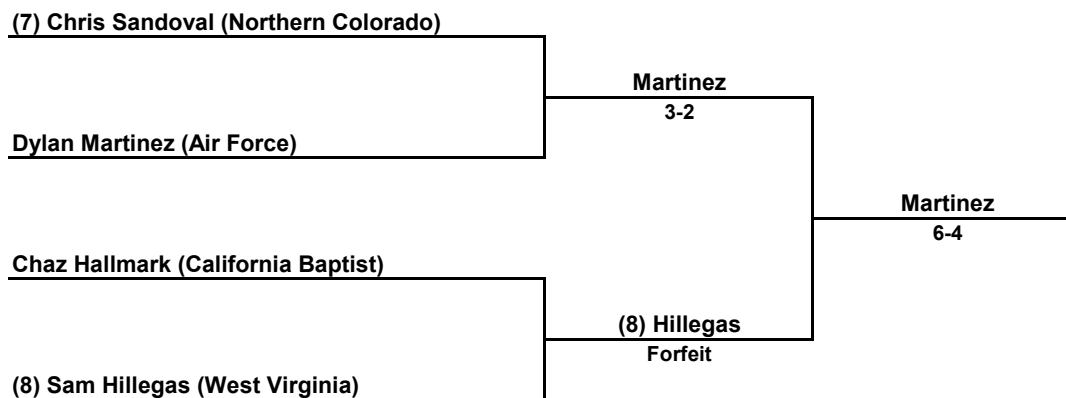 (7) Chris Sandoval (Northern Colorado)
Martinez
3-2
Dylan Martinez (Air Force)
Martinez
6-4
Chaz Hallmark (California Baptist)
(8) Hillegas
Forfeit
(8) Sam Hillegas (West Virginia)